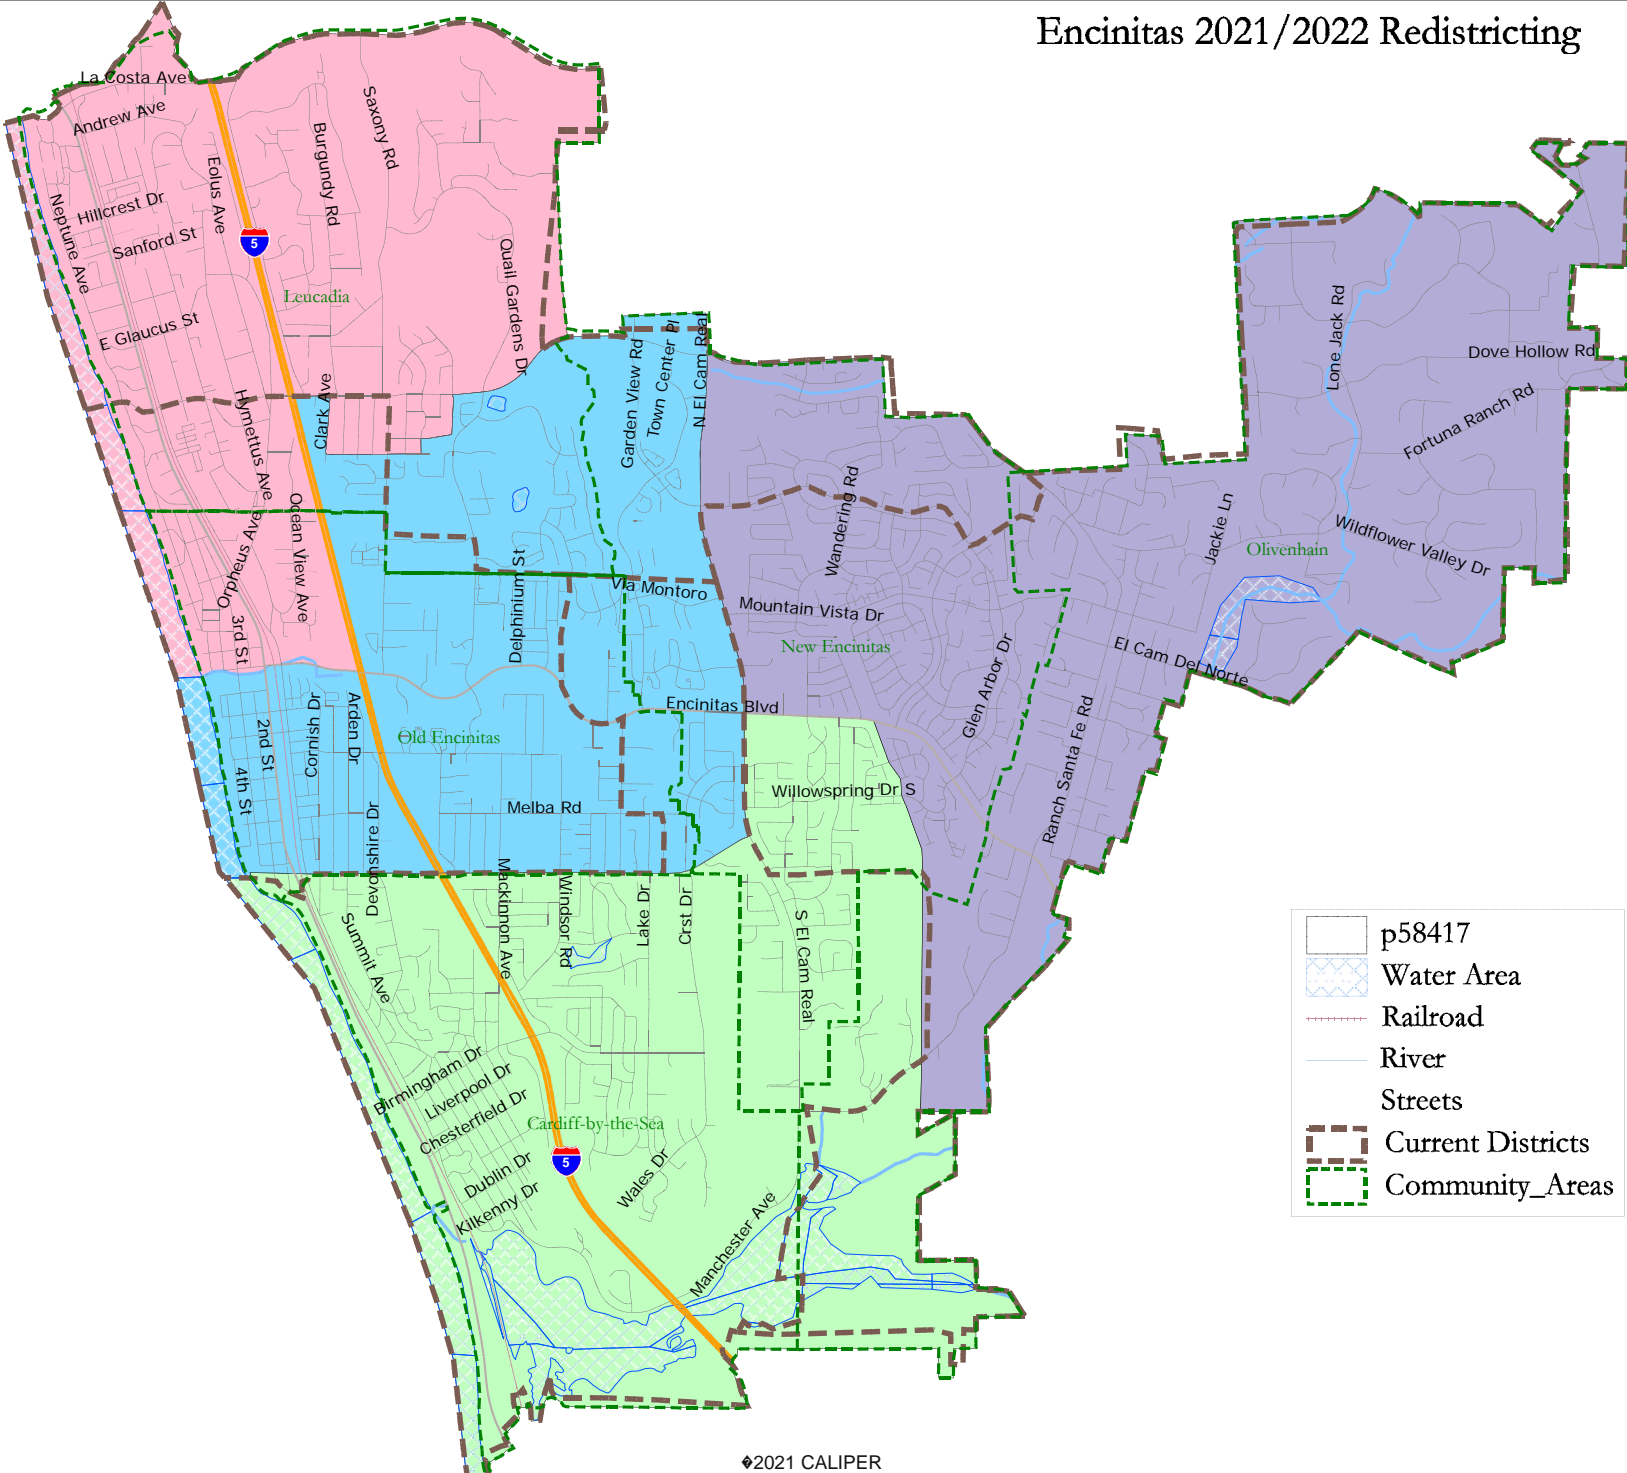 Encinitas 2021/2022 Redistricting
La Costa Ave
Andrew Ave
Saxony Rd
Burgundy Rd
Eolus Ave
Hillcrest Dr
Neptune Ave
Sanford St
5
Quail Gardens Dr
Leucadia
E Glaucus St
Garden View Rd
Town Center Pl
N El Cam Real
Lone Jack Rd
Dove Hollow Rd
Fortuna Ranch Rd
Clark Ave
Hymettus Ave
Ocean View Ave
Orpheus Ave
Wandering Rd
Jackie Ln
Olivenhain
Wildflower Valley Dr
Delphinium St
Via Montoro
Mountain Vista Dr
New Encinitas
3rd St
Glen Arbor Dr
El Cam Del Norte
Encinitas Blvd
Ranch Santa Fe Rd
2nd St
Cornish Dr
Arden Dr
Old Encinitas
4th St
Willowspring Dr S
Melba Rd
Devonshire Dr
Mackinnon Ave
Windsor Rd
Lake Dr
Crst Dr
S El Cam Real
Summit Ave
Birmingham Dr
Liverpool Dr
Chesterfield Dr
Cardiff-by-the-Sea
5
Dublin Dr
Kilkenny Dr
Wales Dr
Manchester Ave
p58417
Water Area
Railroad
River
Streets
Current Districts
Community_Areas
�2021 CALIPER